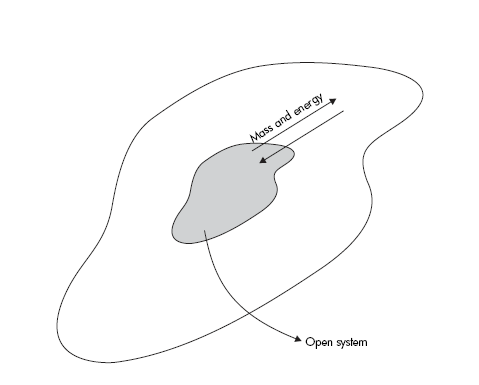 Mass and energy
Open system